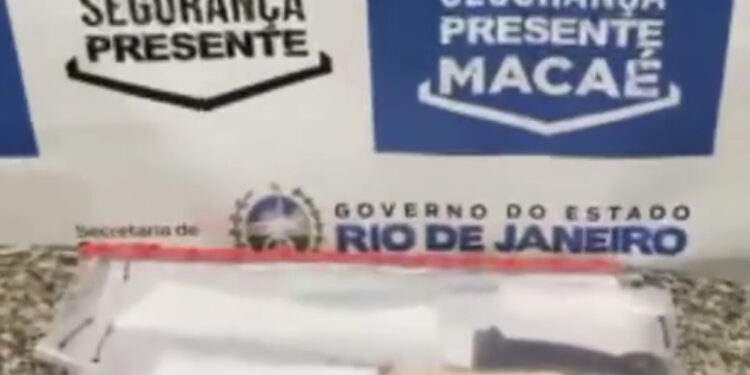 SEGURANÇA
PRESENTE
SEGURANÇA
PRESENTE
MACAÉ
Secretaria de
GOVERNO DO ESTADO
RIO DE JANEIRO